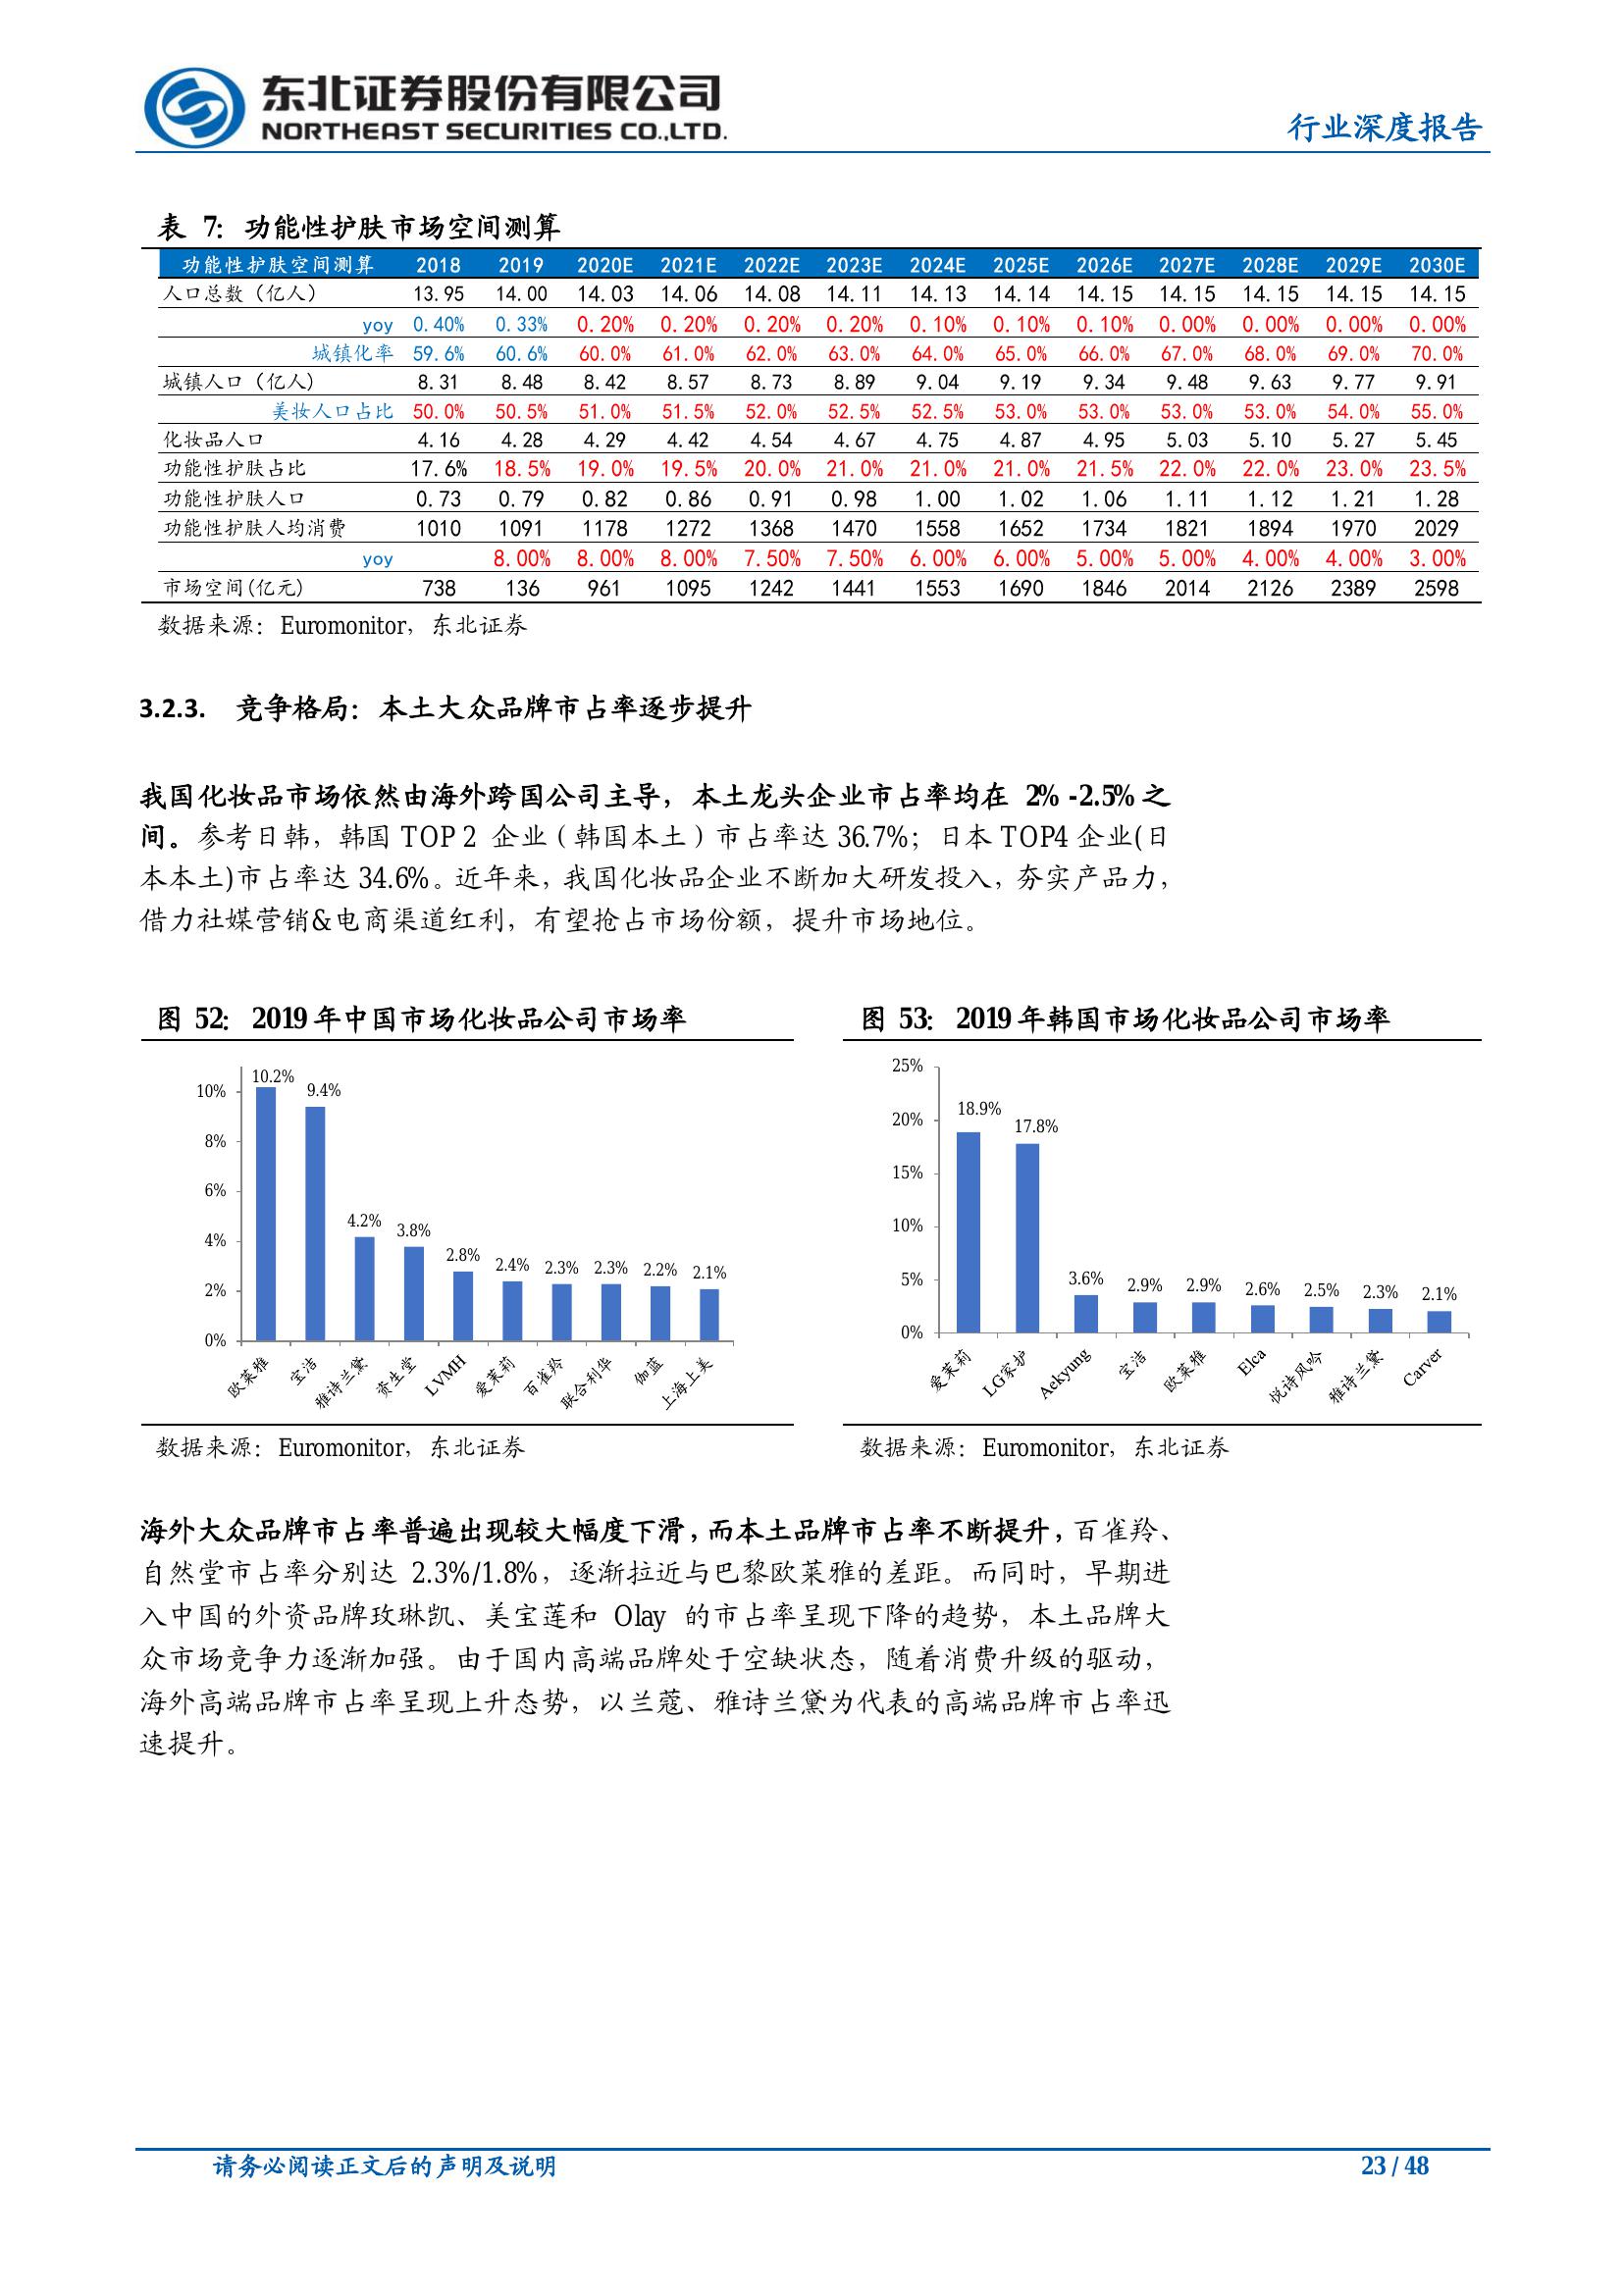 东北证券股份有限公司
NORTHEAST SECURITIES CO.,LTD.
行业深度报告
表 7：功能性护肤市场空间测算
功能性护肤空间测算 2018 2019 2020E 2021E 2022E 2023E 2024E 2025E 2026E 2027E 2028E 2029E 2030E
人口总数（亿人） 13.95 14.00 14.03 14.06 14.08 14.11 14.13 14.14 14.15 14.15 14.15 14.15 14.15
yoy 0.40% 0.33% 0.20% 0.20% 0.20% 0.20% 0.10% 0.10% 0.10% 0.00% 0.00% 0.00% 0.00%
城镇化率 59.6% 60.6% 60.0% 61.0% 62.0% 63.0% 64.0% 65.0% 66.0% 67.0% 68.0% 69.0% 70.0%
城镇人口（亿人） 8.31 8.48 8.42 8.57 8.73 8.89 9.04 9.19 9.34 9.48 9.63 9.77 9.91
美妆人口占比 50.0% 50.5% 51.0% 51.5% 52.0% 52.5% 52.5% 53.0% 53.0% 53.0% 53.0% 54.0% 55.0%
化妆品人口 4.16 4.28 4.29 4.42 4.54 4.67 4.75 4.87 4.95 5.03 5.10 5.27 5.45
功能性护肤占比 17.6% 18.5% 19.0% 19.5% 20.0% 21.0% 21.0% 21.0% 21.5% 22.0% 22.0% 23.0% 23.5%
功能性护肤人口 0.73 0.79 0.82 0.86 0.91 0.98 1.00 1.02 1.06 1.11 1.12 1.21 1.28
功能性护肤人均消费 1010 1091 1178 1272 1368 1470 1558 1652 1734 1821 1894 1970 2029
yoy 8.00% 8.00% 8.00% 7.50% 7.50% 6.00% 6.00% 5.00% 5.00% 4.00% 4.00% 3.00%
市场空间(亿元) 738 136 961 1095 1242 1441 1553 1690 1846 2014 2126 2389 2598
数据来源：Euromonitor，东北证券
3.2.3. 竞争格局：本土大众品牌市占率逐步提升
我国化妆品市场依然由海外跨国公司主导，本土龙头企业市占率均在 2% -2.5%之
间。参考日韩，韩国 TOP 2 企业（韩国本土）市占率达 36.7%；日本 TOP4 企业(日
本本土)市占率达 34.6%。近年来，我国化妆品企业不断加大研发投入，夯实产品力，
借力社媒营销&电商渠道红利，有望抢占市场份额，提升市场地位。
图 52： 2019 年中国市场化妆品公司市场率
10% 8% 6% 4% 2% 0%
10.2% 9.4% 4.2% 3.8% 2.8% 2.4% 2.3% 2.3% 2.2% 2.1%
欧莱雅 宝洁 雅诗兰黛 资生堂 LVMH 爱茉莉 百雀羚 联合利华 伽蓝 上海上美
数据来源：Euromonitor，东北证券
图 53： 2019 年韩国市场化妆品公司市场率
25% 20% 15% 10% 5% 0%
18.9% 17.8% 3.6% 2.9% 2.9% 2.6% 2.5% 2.3% 2.1%
爱茉莉 LG家护 Aekyung 宝洁 欧莱雅 Elca 悦诗风吟 雅诗兰黛 Carver
数据来源：Euromonitor，东北证券
海外大众品牌市占率普遍出现较大幅度下滑，而本土品牌市占率不断提升，百雀羚、
自然堂市占率分别达 2.3%/1.8%，逐渐拉近与巴黎欧莱雅的差距。而同时，早期进
入中国的外资品牌玫琳凯、美宝莲和 Olay 的市占率呈现下降的趋势，本土品牌大
众市场竞争力逐渐加强。由于国内高端品牌处于空缺状态，随着消费升级的驱动，
海外高端品牌市占率呈现上升态势，以兰蔻、雅诗兰黛为代表的高端品牌市占率迅
速提升。
请务必阅读正文后的声明及说明
23 / 48